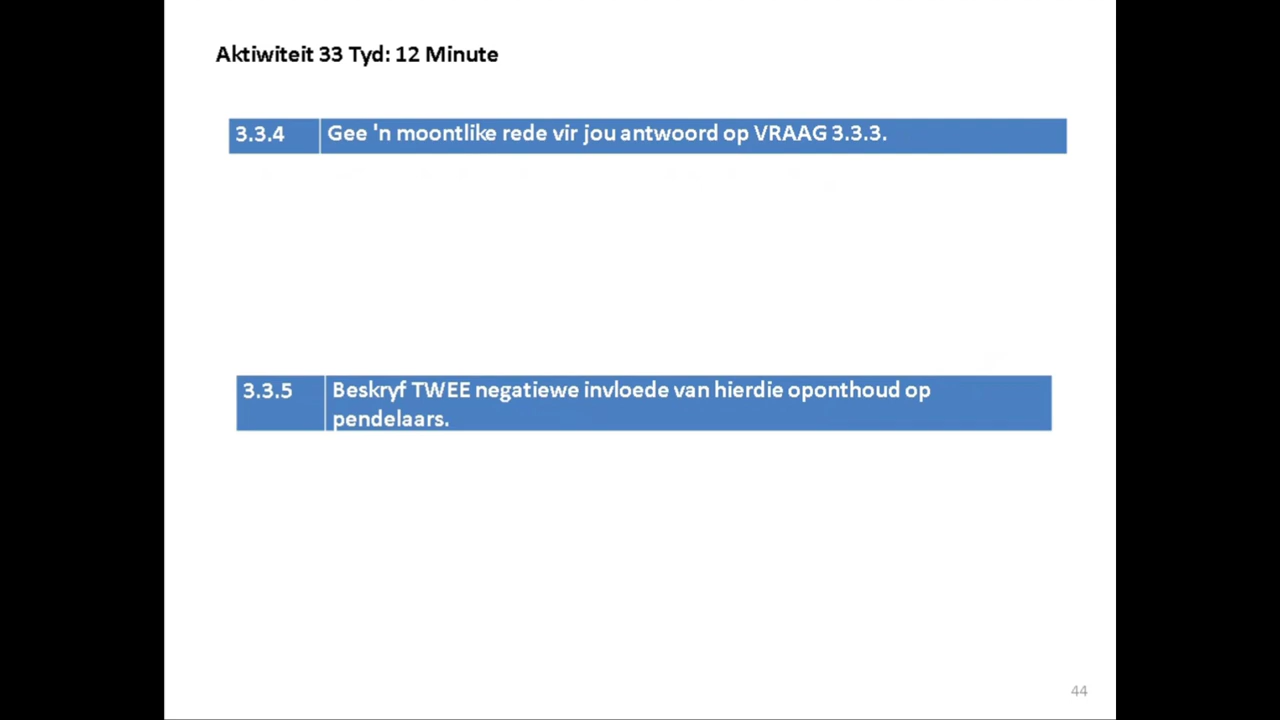 Aktiwiteit 33 Tyd: 12 Minute
3.3.4 Gee 'n moontlike rede vir jou antwoord op VRAAG 3.3.3.
3.3.5 Beskryf TWEE negatiewe invloede van hierdie oponthoud op
pendelaars.
44